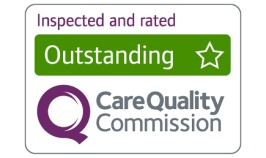 Inspected and rated
Outstanding
CareQuality
Commission